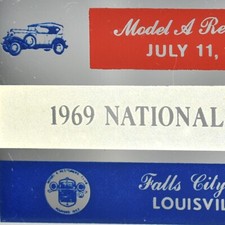 Model A Re
JULY 11,
1969 NATIONAL
Falls City
LOUISVIL